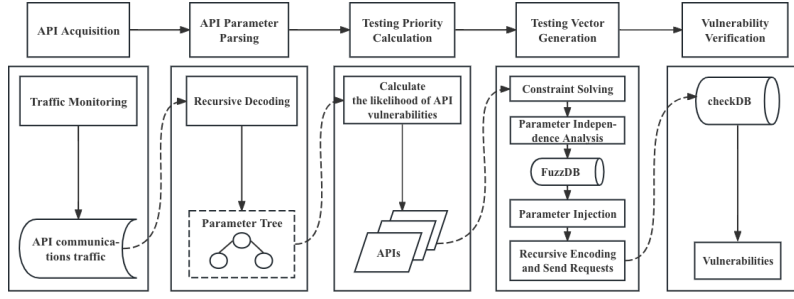 API Acquisition
API Parameter
Parsing
Testing Priority
Calculation
Testing Vector
Generation
Vulnerability
Verification
Traffic Monitoring
API communica-
tions traffic
Recursive Decoding
Parameter Tree
Calculate
the likelihood of API
vulnerabilities
APIs
Constraint Solving
Parameter Indepen-
dence Analysis
FuzzDB
Parameter Injection
Recursive Encoding
and Send Requests
checkDB
Vulnerabilities